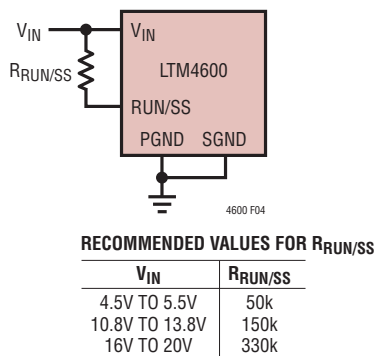 VIN VIN
RRUN/SS LTM4600
RUN/SS
PGND SGND
4600 F04
RECOMMENDED VALUES FOR RRUN/SS
VIN RRUN/SS
4.5V TO 5.5V 50k
10.8V TO 13.8V 150k
16V TO 20V 330k